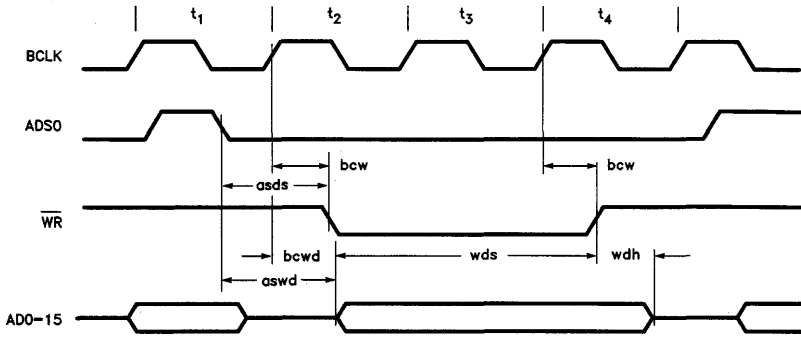 t1 t2 t3 t4
BCLK
ADS0
bcw bcw
asds
WR
bcwd wds wdh
aswd
AD0-15